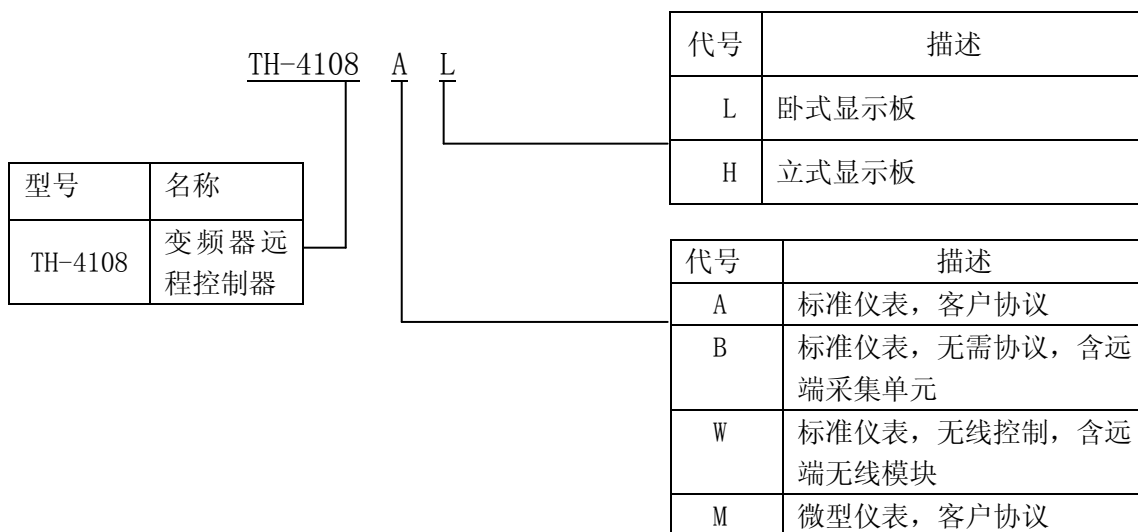 TH-4108 A L
型号 名称
TH-4108 变频器远
程控制器
代号 描述
L 卧式显示板
H 立式显示板
代号 描述
A 标准仪表，客户协议
B 标准仪表，无需协议，含远
端采集单元
W 标准仪表，无线控制，含远
端无线模块
M 微型仪表，客户协议